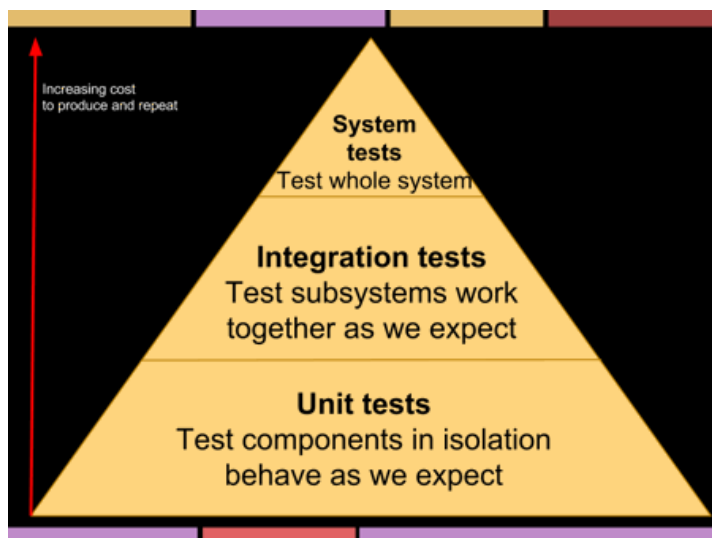 Increasing cost
to produce and repeat
System
tests
Test whole system
Integration tests
Test subsystems work
together as we expect
Unit tests
Test components in isolation
behave as we expect